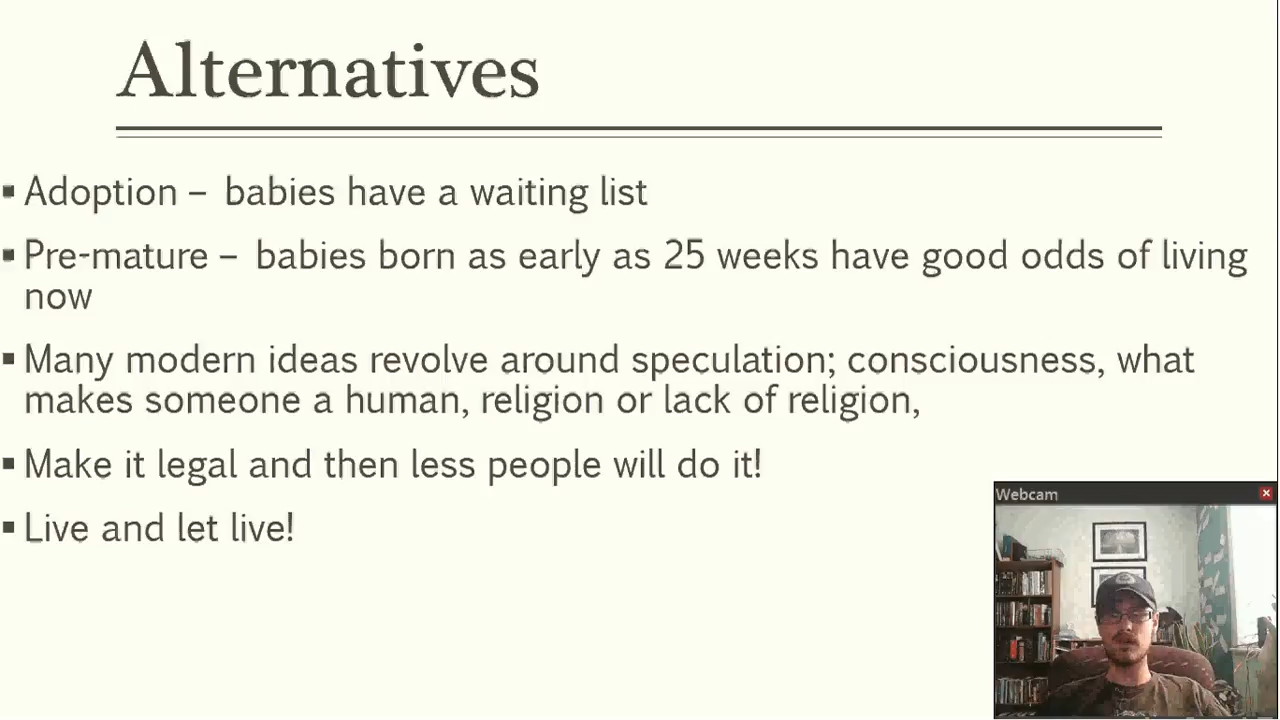 Alternatives
▪ Adoption – babies have a waiting list
▪ Pre-mature – babies born as early as 25 weeks have good odds of living
now
▪ Many modern ideas revolve around speculation; consciousness, what
makes someone a human, religion or lack of religion,
▪ Make it legal and then less people will do it!
▪ Live and let live!
Webcam